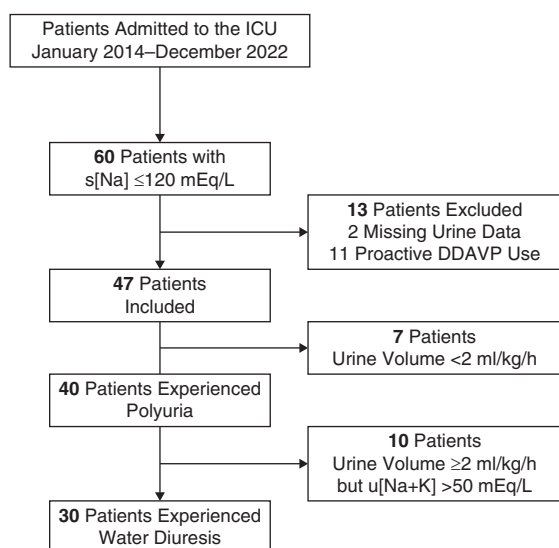 Patients Admitted to the ICU
January 2014–December 2022
60 Patients with
s[Na] ≤120 mEq/L
13 Patients Excluded
2 Missing Urine Data
11 Proactive DDAVP Use
47 Patients
Included
7 Patients
Urine Volume <2 ml/kg/h
40 Patients Experienced
Polyuria
10 Patients
Urine Volume ≥2 ml/kg/h
but u[Na+K] >50 mEq/L
30 Patients Experienced
Water Diuresis